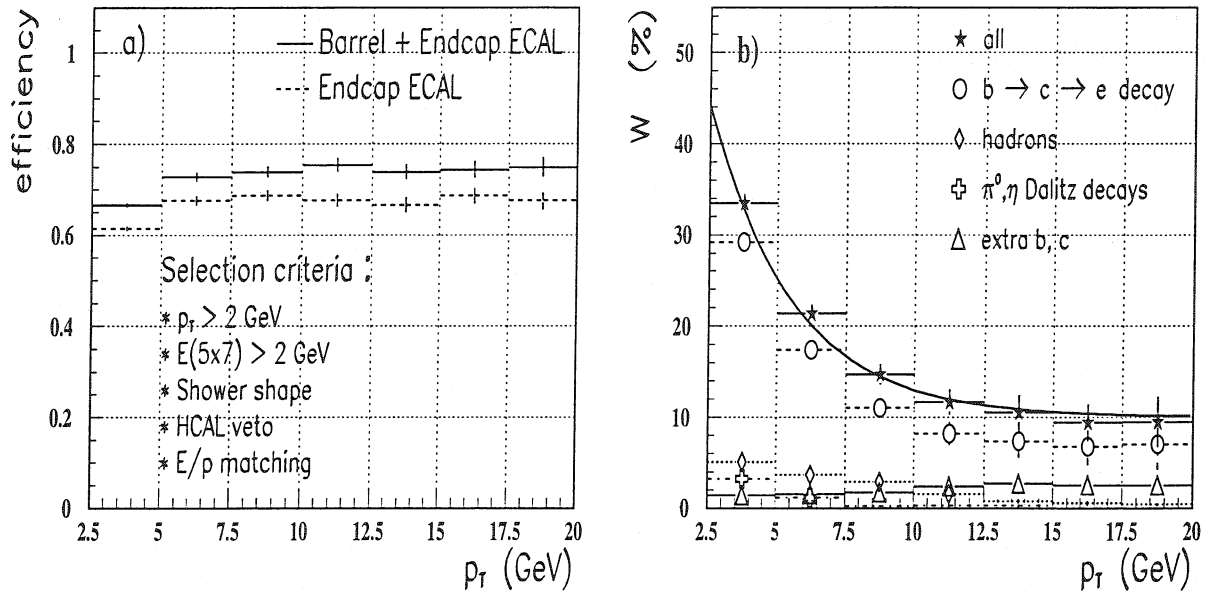 efficiency
a)
Barrel + Endcap ECAL
Endcap ECAL
1
0.8
0.6
0.4
0.2
0
Selection criteria :
* pT > 2 GeV
* E(5x7) > 2 GeV
* Shower shape
* HCAL veto
* E/p matching
2.5 5 7.5 10 12.5 15 17.5 20
pT (GeV)
W (%)
b)
all
b → c → e decay
hadrons
π⁰,η Dalitz decays
extra b, c
50
40
30
20
10
0
2.5 5 7.5 10 12.5 15 17.5 20
pT (GeV)